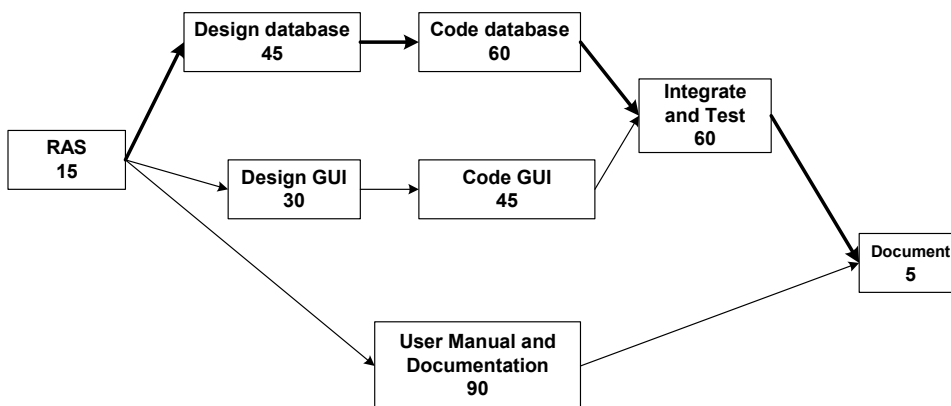 Design database
45
Code database
60
Integrate
and Test
60
RAS
15
Design GUI
30
Code GUI
45
Document
5
User Manual and
Documentation
90